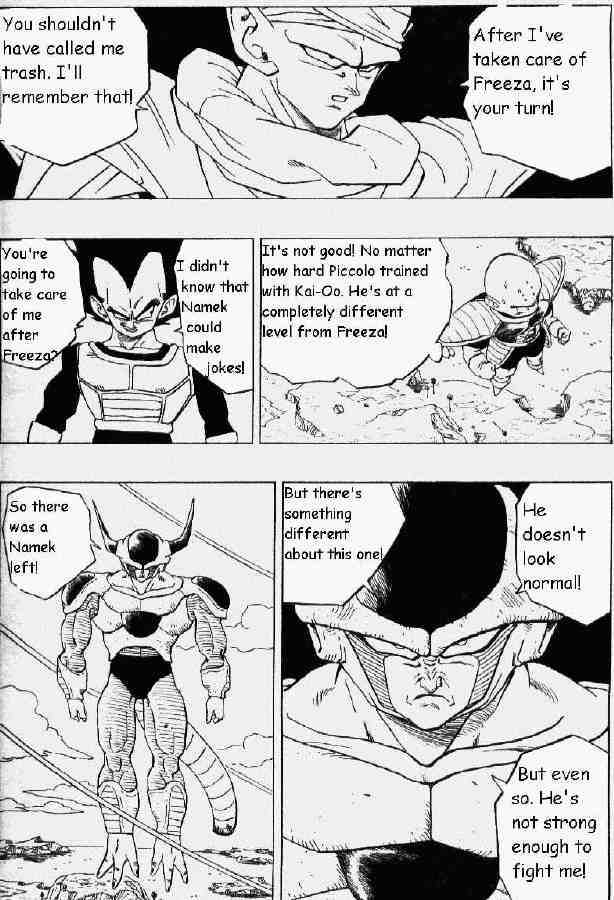 You shouldn't
have called me
trash. I'll
remember that!
After I've
taken care of
Freeza, it's
your turn!
You're
going to
take care
of me
after
Freeza?
I didn't
know that
Namek
could
make
jokes!
It's not good! No matter
how hard Piccolo trained
with Kai-Oo. He's at a
completely different
level from Freeza!
So there
was a
Namek
left!
But there's
something
different
about this one!
He
doesn't
look
normal!
But even
so. He's
not strong
enough to
fight me!